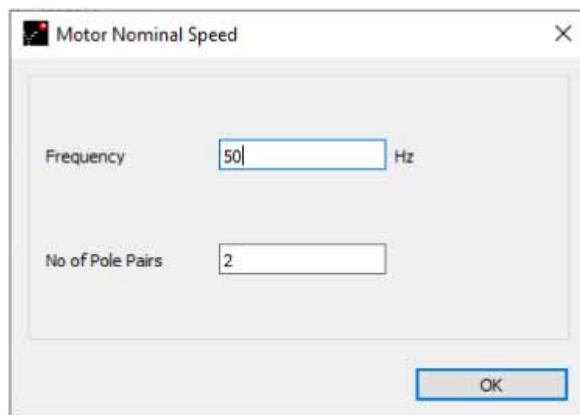 Motor Nominal Speed
Frequency 50 Hz
No of Pole Pairs 2
OK